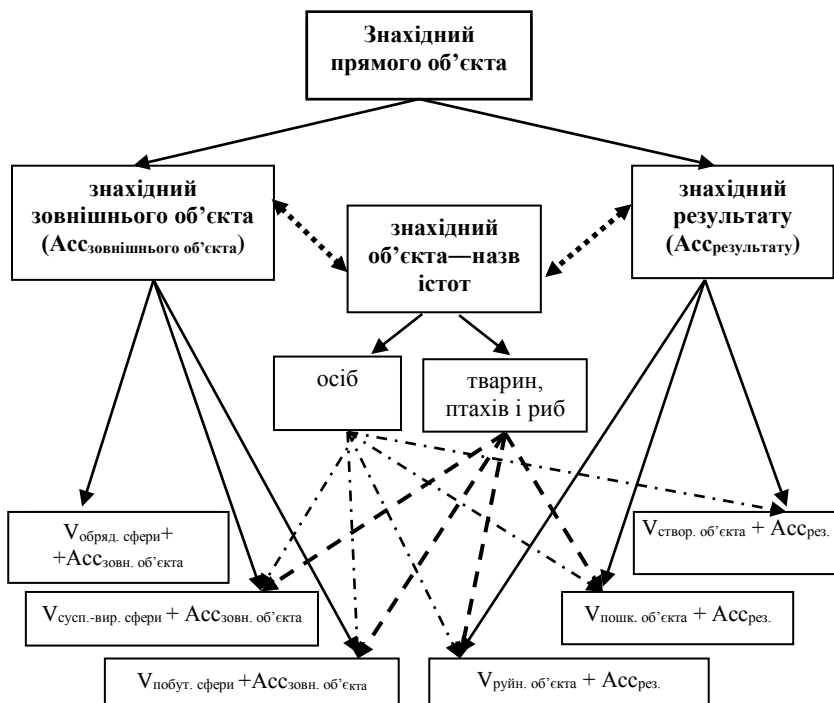 Знахідний
прямого об’єкта
знахідний
зовнішнього об’єкта
(Accзовнішнього об’єкта)
знахідний
об’єкта—назв
істот
знахідний
результату
(Accрезультату)
осіб
тварин,
птахів і риб
Vобряд. сфери+
+Accзовн. об’єкта
Vствор. об’єкта + Accрез.
Vсусп.-вир. сфери + Accзовн. об’єкта
Vпошк. об’єкта + Accрез.
Vпобут. сфери +Accзовн. об’єкта
Vруйн. об’єкта + Accрез.